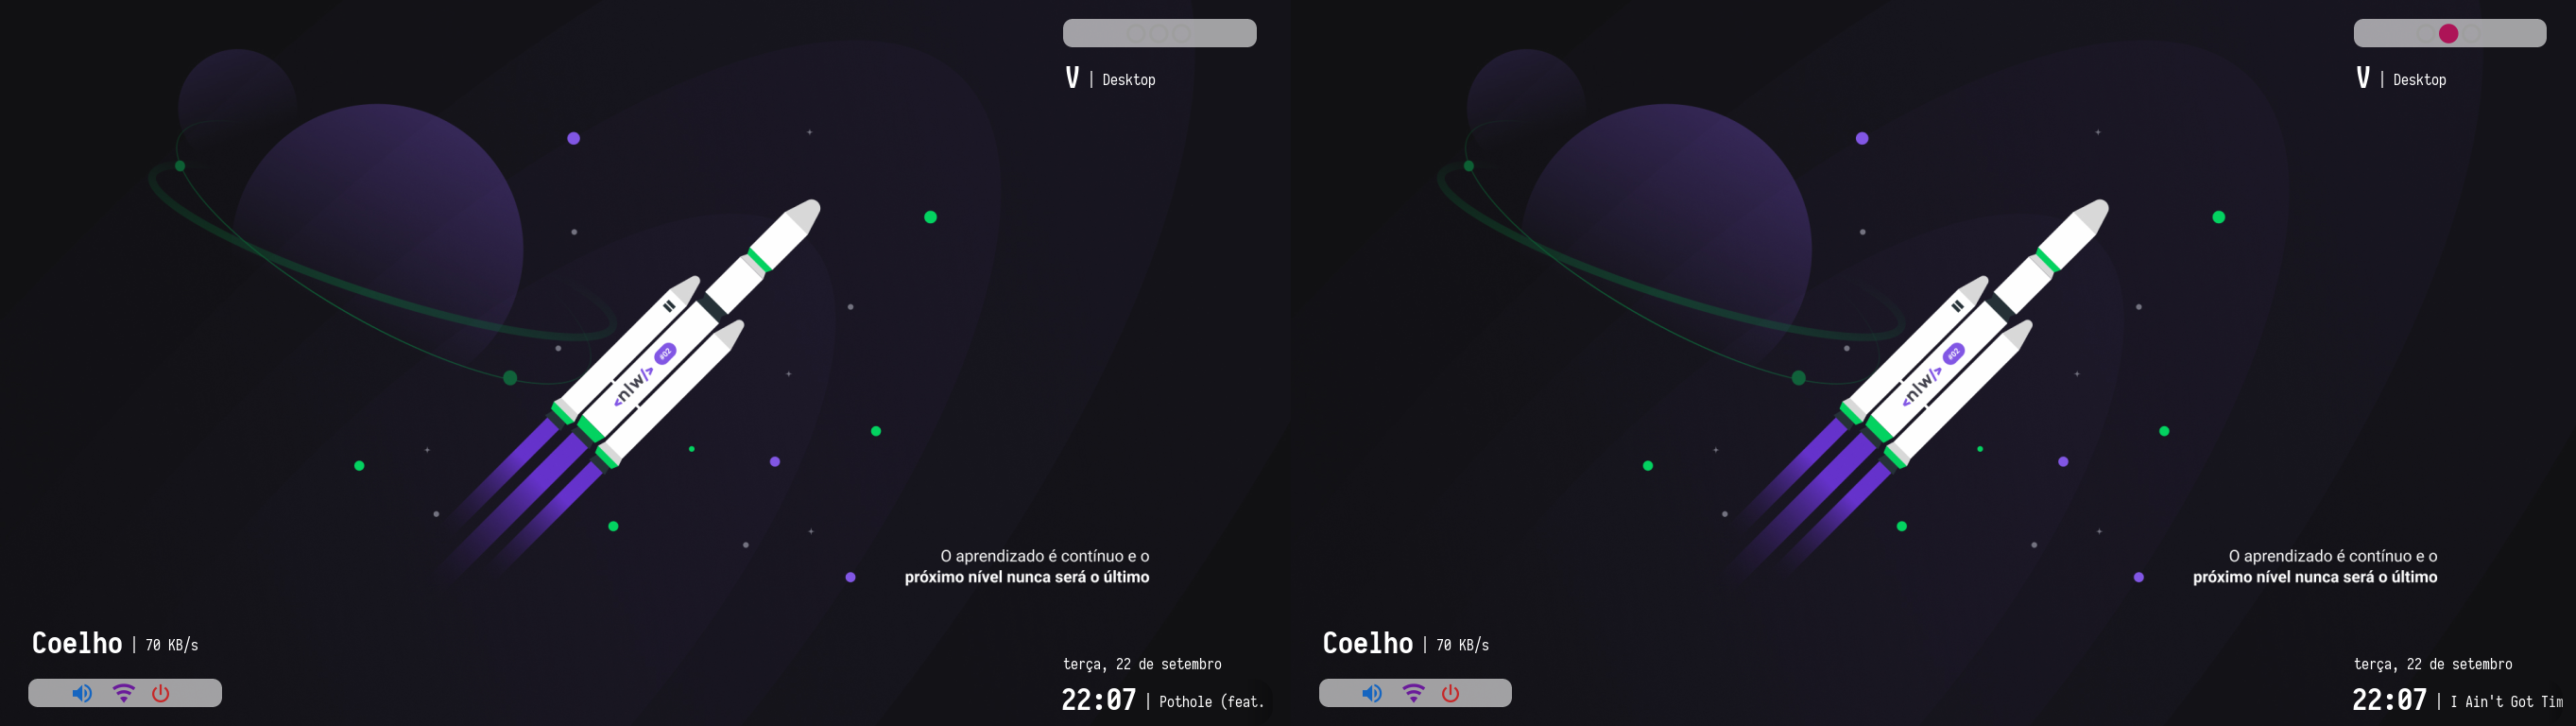 V | Desktop
<nlw/> #02
O aprendizado é contínuo e o
próximo nível nunca será o último
Coelho | 70 KB/s
terça, 22 de setembro
22:07 | Pothole (feat.
V | Desktop
<nlw/> #02
O aprendizado é contínuo e o
próximo nível nunca será o último
Coelho | 70 KB/s
terça, 22 de setembro
22:07 | I Ain't Got Tim